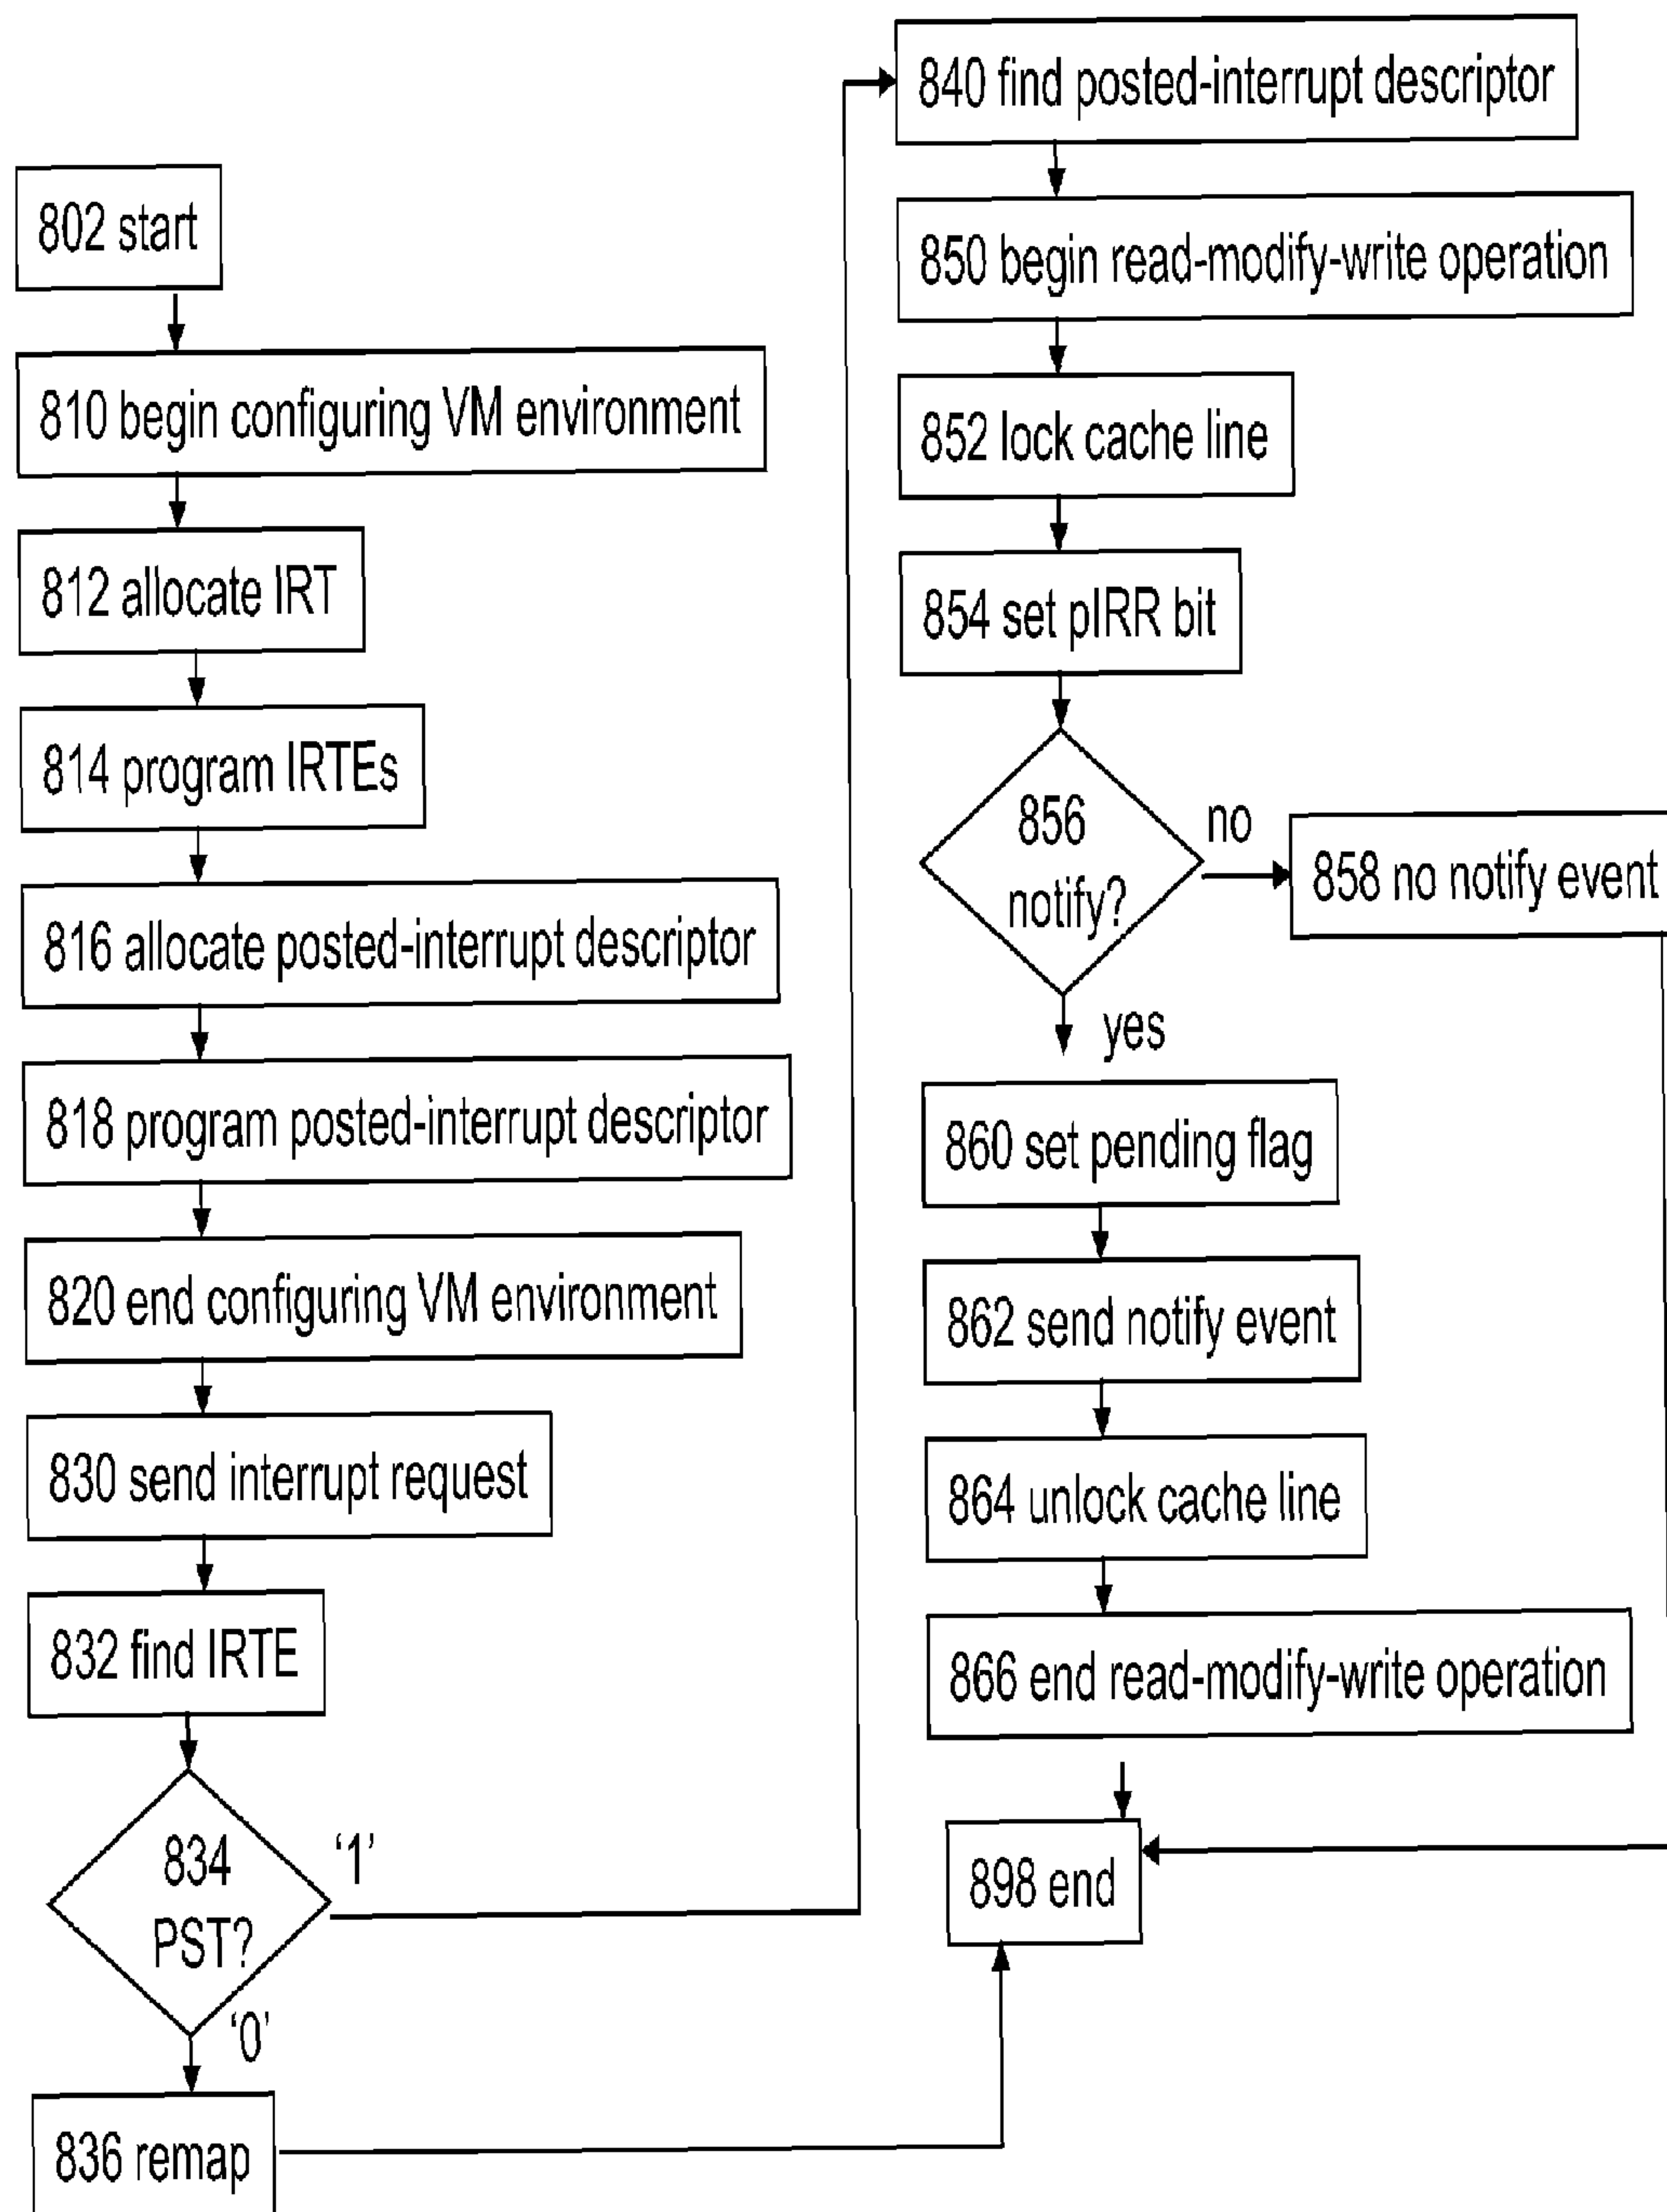 802 start
810 begin configuring VM environment
812 allocate IRT
814 program IRTEs
816 allocate posted-interrupt descriptor
818 program posted-interrupt descriptor
820 end configuring VM environment
830 send interrupt request
832 find IRTE
834
PST?
'1'
'0'
836 remap
840 find posted-interrupt descriptor
850 begin read-modify-write operation
852 lock cache line
854 set pIRR bit
856
notify?
no
858 no notify event
yes
860 set pending flag
862 send notify event
864 unlock cache line
866 end read-modify-write operation
898 end